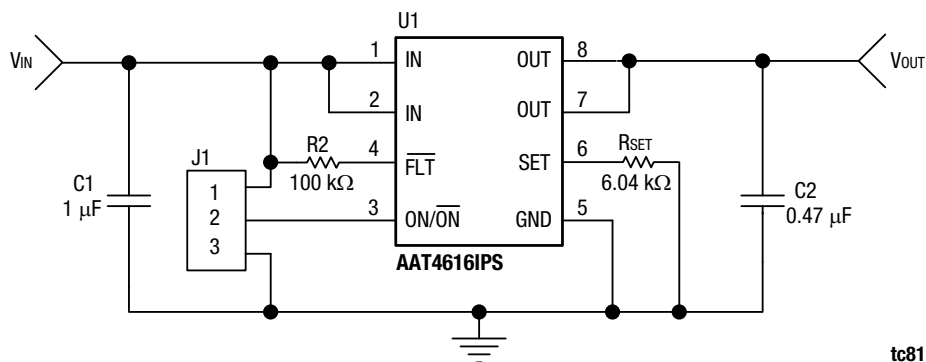 U1
VIN
1
IN
OUT
8
VOUT
2
IN
OUT
7
R2
100 kΩ
4
FLT
SET
6
RSET
6.04 kΩ
J1
1
2
3
3
ON/ON
GND
5
C1
1 μF
C2
0.47 μF
AAT4616IPS
tc81